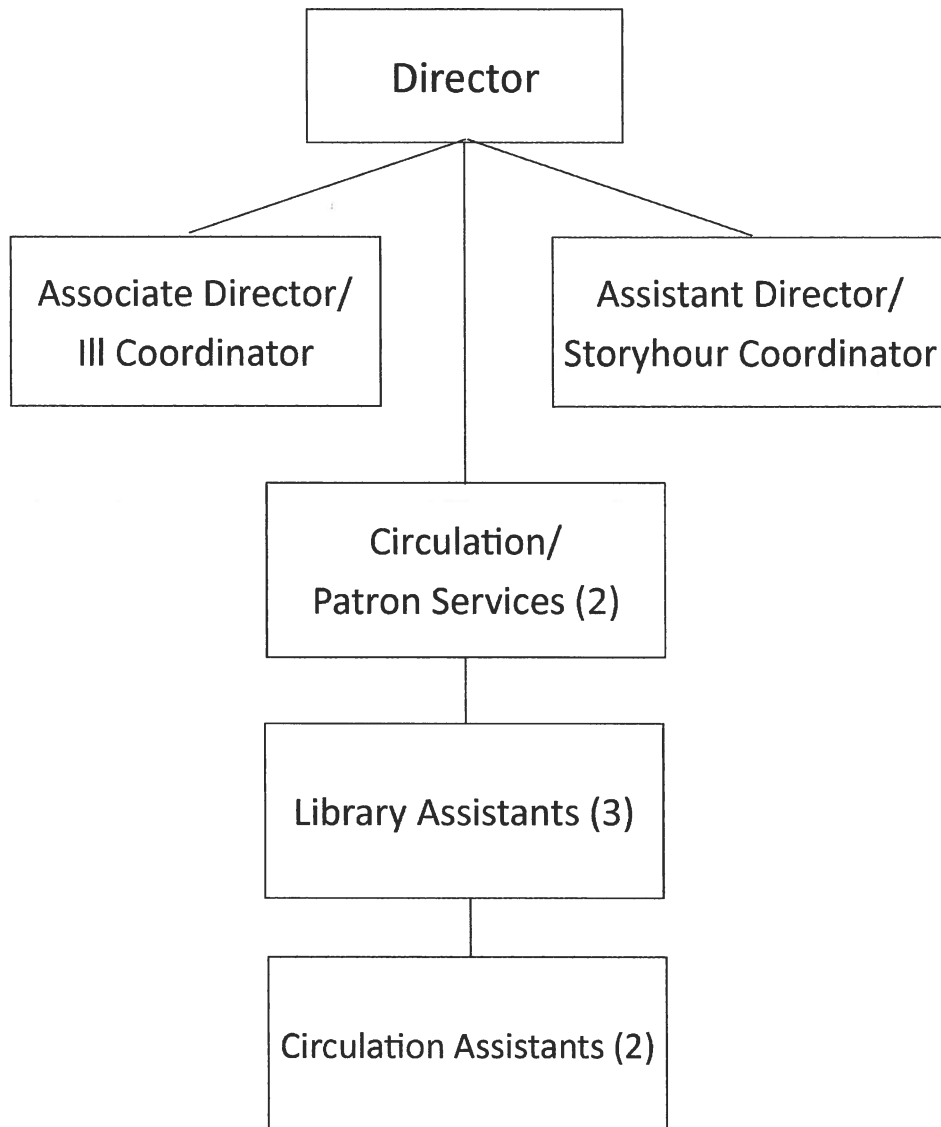 Director
Associate Director/
Ill Coordinator
Assistant Director/
Storyhour Coordinator
Circulation/
Patron Services (2)
Library Assistants (3)
Circulation Assistants (2)